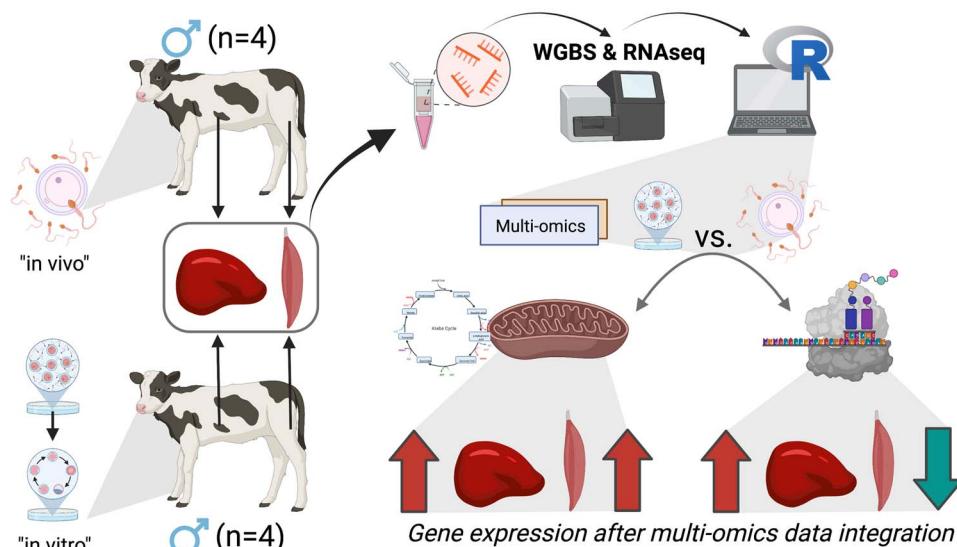 (n=4)
WGBS & RNAseq
R
Multi-omics
vs.
"in vivo"
Krebs Cycle
"in vitro"
(n=4)
Gene expression after multi-omics data integration